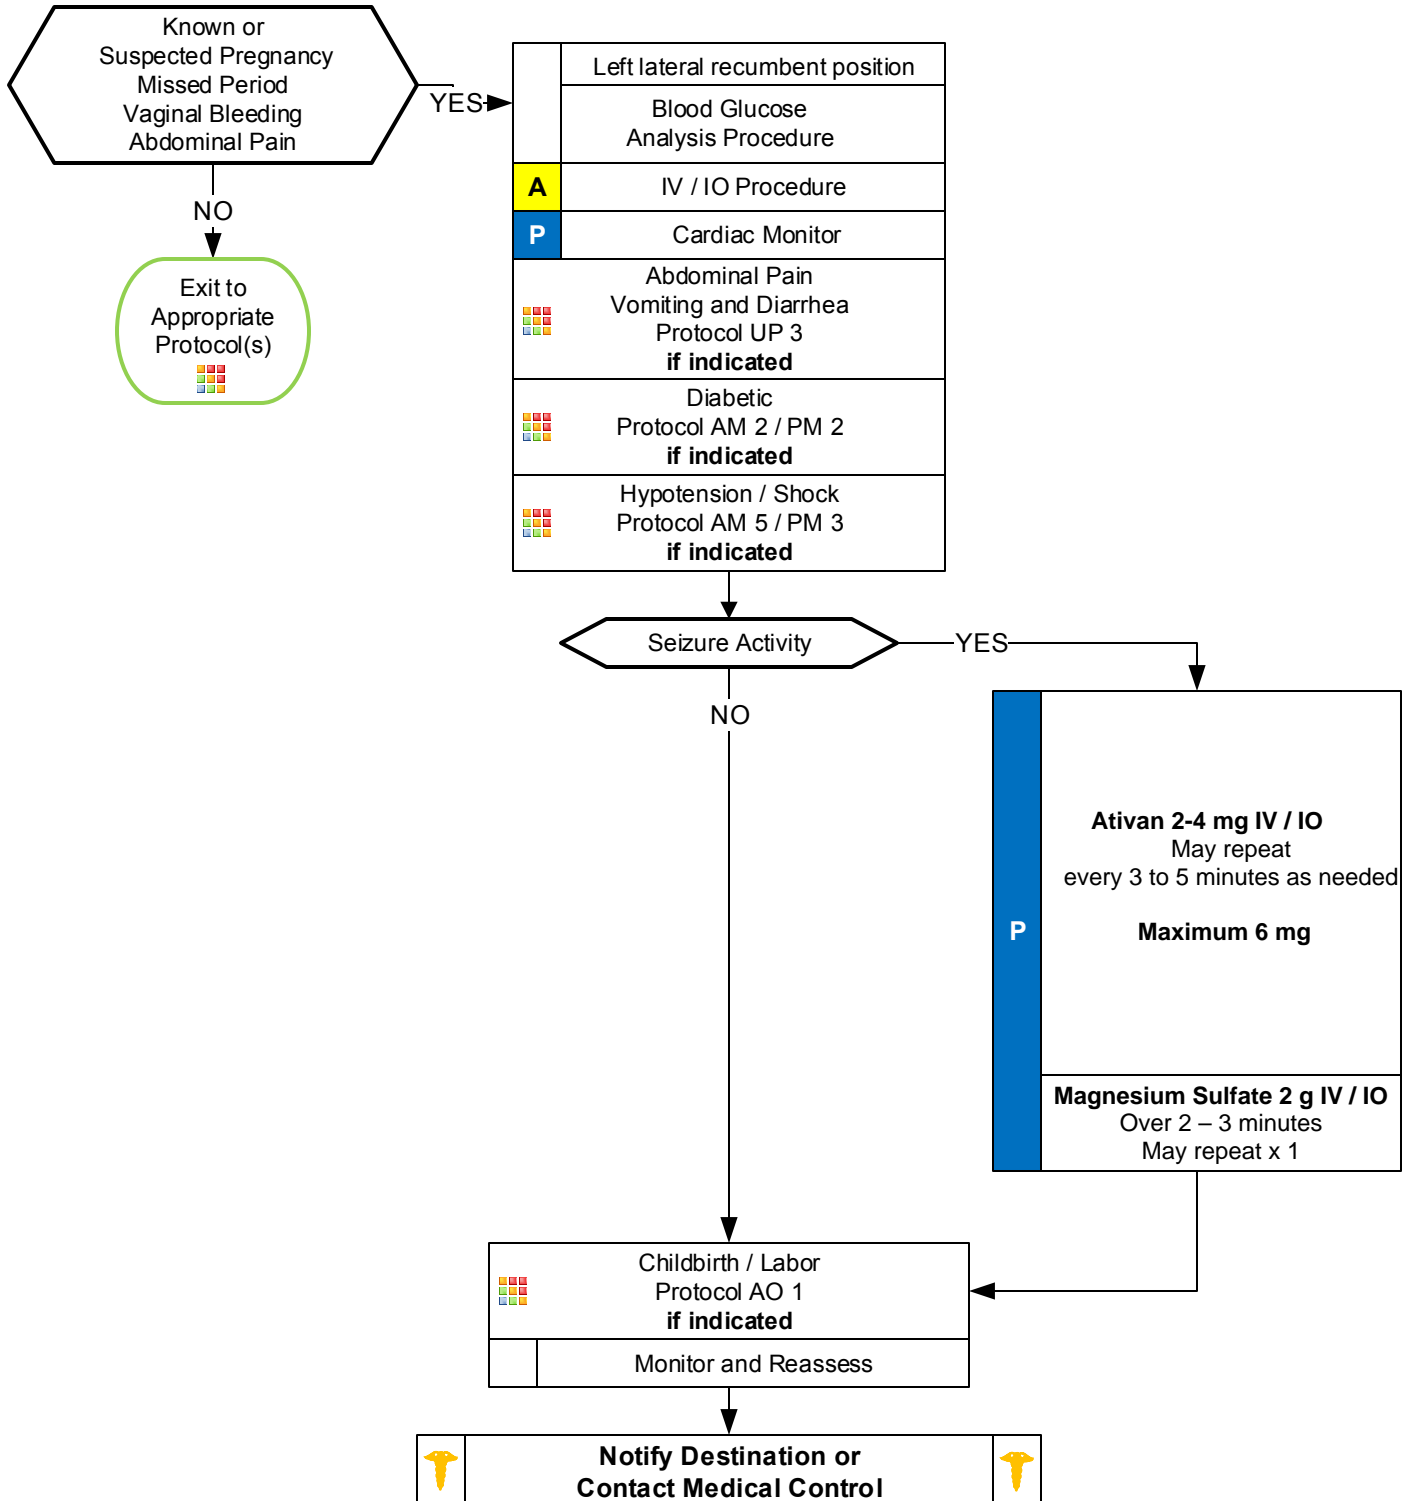 Known or
Suspected Pregnancy
Missed Period
Vaginal Bleeding
Abdominal Pain
YES
NO
Exit to
Appropriate
Protocol(s)
Left lateral recumbent position
Blood Glucose
Analysis Procedure
A
IV / IO Procedure
P
Cardiac Monitor
Abdominal Pain
Vomiting and Diarrhea
Protocol UP 3
if indicated
Diabetic
Protocol AM 2 / PM 2
if indicated
Hypotension / Shock
Protocol AM 5 / PM 3
if indicated
Seizure Activity
YES
NO
P
Ativan 2-4 mg IV / IO
May repeat
every 3 to 5 minutes as needed
Maximum 6 mg
Magnesium Sulfate 2 g IV / IO
Over 2 – 3 minutes
May repeat x 1
Childbirth / Labor
Protocol AO 1
if indicated
Monitor and Reassess
Notify Destination or
Contact Medical Control